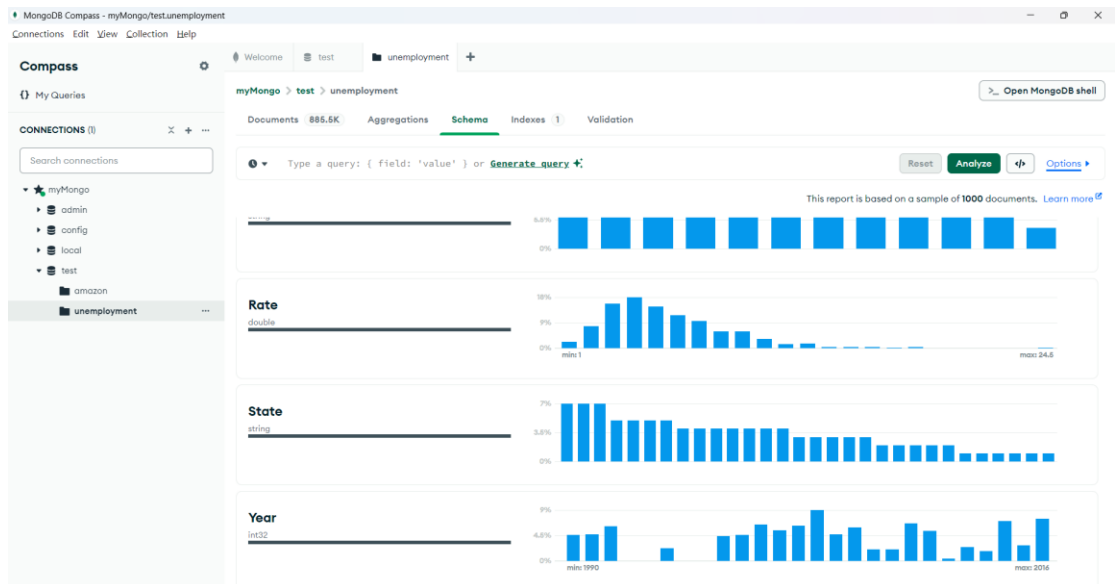 MongoDB Compass - myMongo/test.unemployment
Connections Edit View Collection Help
Compass
{} My Queries
CONNECTIONS (1)
Search connections
myMongo
admin
config
local
test
amazon
unemployment
Welcome
test
unemployment
myMongo > test > unemployment
>_ Open MongoDB shell
Documents 885.5K Aggregations Schema Indexes 1 Validation
Type a query: { field: 'value' } or Generate query
Reset Analyze </> Options
This report is based on a sample of 1000 documents. Learn more
0%
Rate
double
18%
9%
0%
min: 1 max: 24.5
State
string
7%
3.5%
0%
Year
int32
9%
4.5%
0%
min: 1990 max: 2016